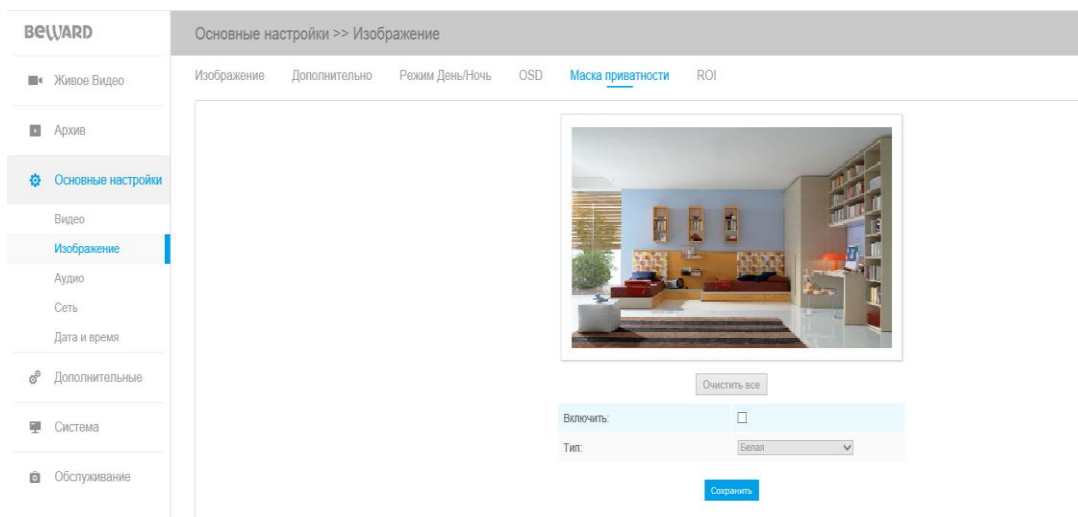 BEWARD
Основные настройки >> Изображение
Живое Видео
Архив
Основные настройки
Видео
Изображение
Аудио
Сеть
Дата и время
Дополнительные
Система
Обслуживание
Изображение Дополнительно Режим День/Ночь OSD Маска приватности ROI
Очистить все
Включить:
Тип: Белая
Сохранить